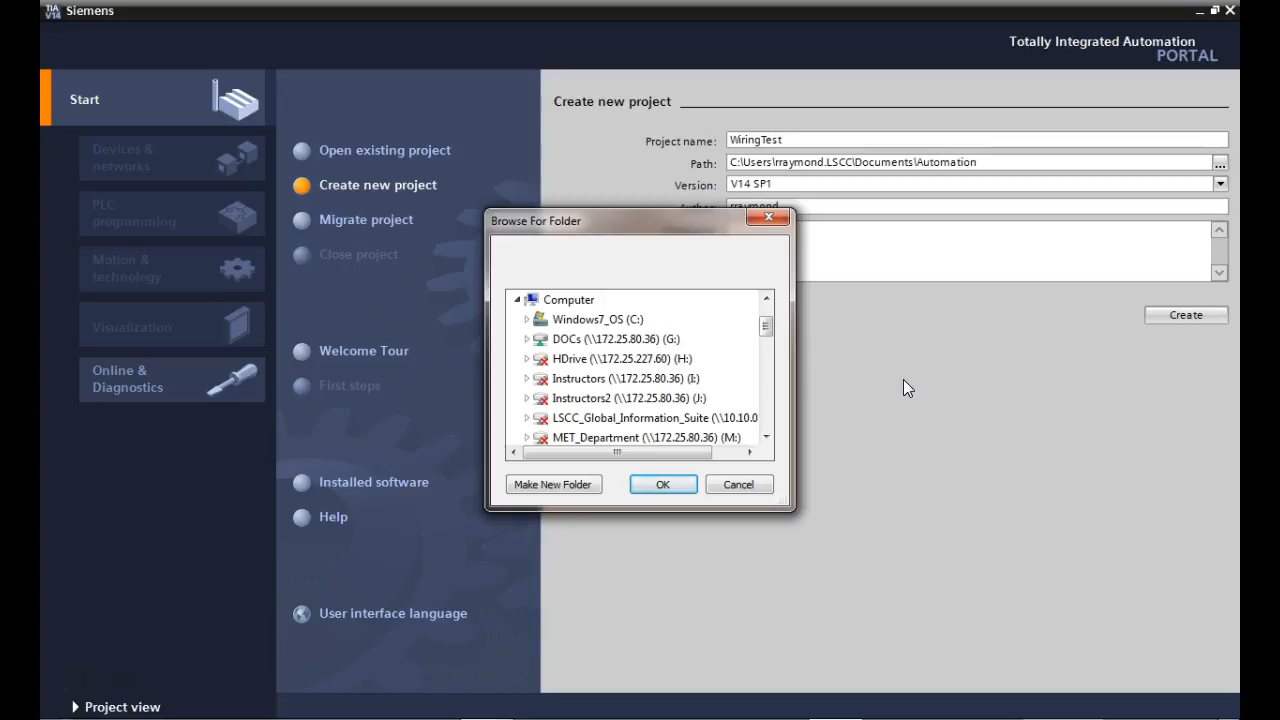 TIA
V14
Siemens
Totally Integrated Automation
PORTAL
Start
Devices &
networks
PLC
programming
Motion &
technology
Visualization
Online &
Diagnostics
Project view
Open existing project
Create new project
Migrate project
Close project
Welcome Tour
First steps
Installed software
Help
User interface language
Create new project
Project name: WiringTest
Path: C:\Users\rraymond.LSCC\Documents\Automation ...
Version: V14 SP1
Author: rraymond
Create
Browse For Folder
Computer
Windows7_OS (C:)
DOCs (\\172.25.80.36) (G:)
HDrive (\\172.25.227.60) (H:)
Instructors (\\172.25.80.36) (I:)
Instructors2 (\\172.25.80.36) (J:)
LSCC_Global_Information_Suite (\\10.10.0
MET_Department (\\172.25.80.36) (M:)
Make New Folder
OK
Cancel